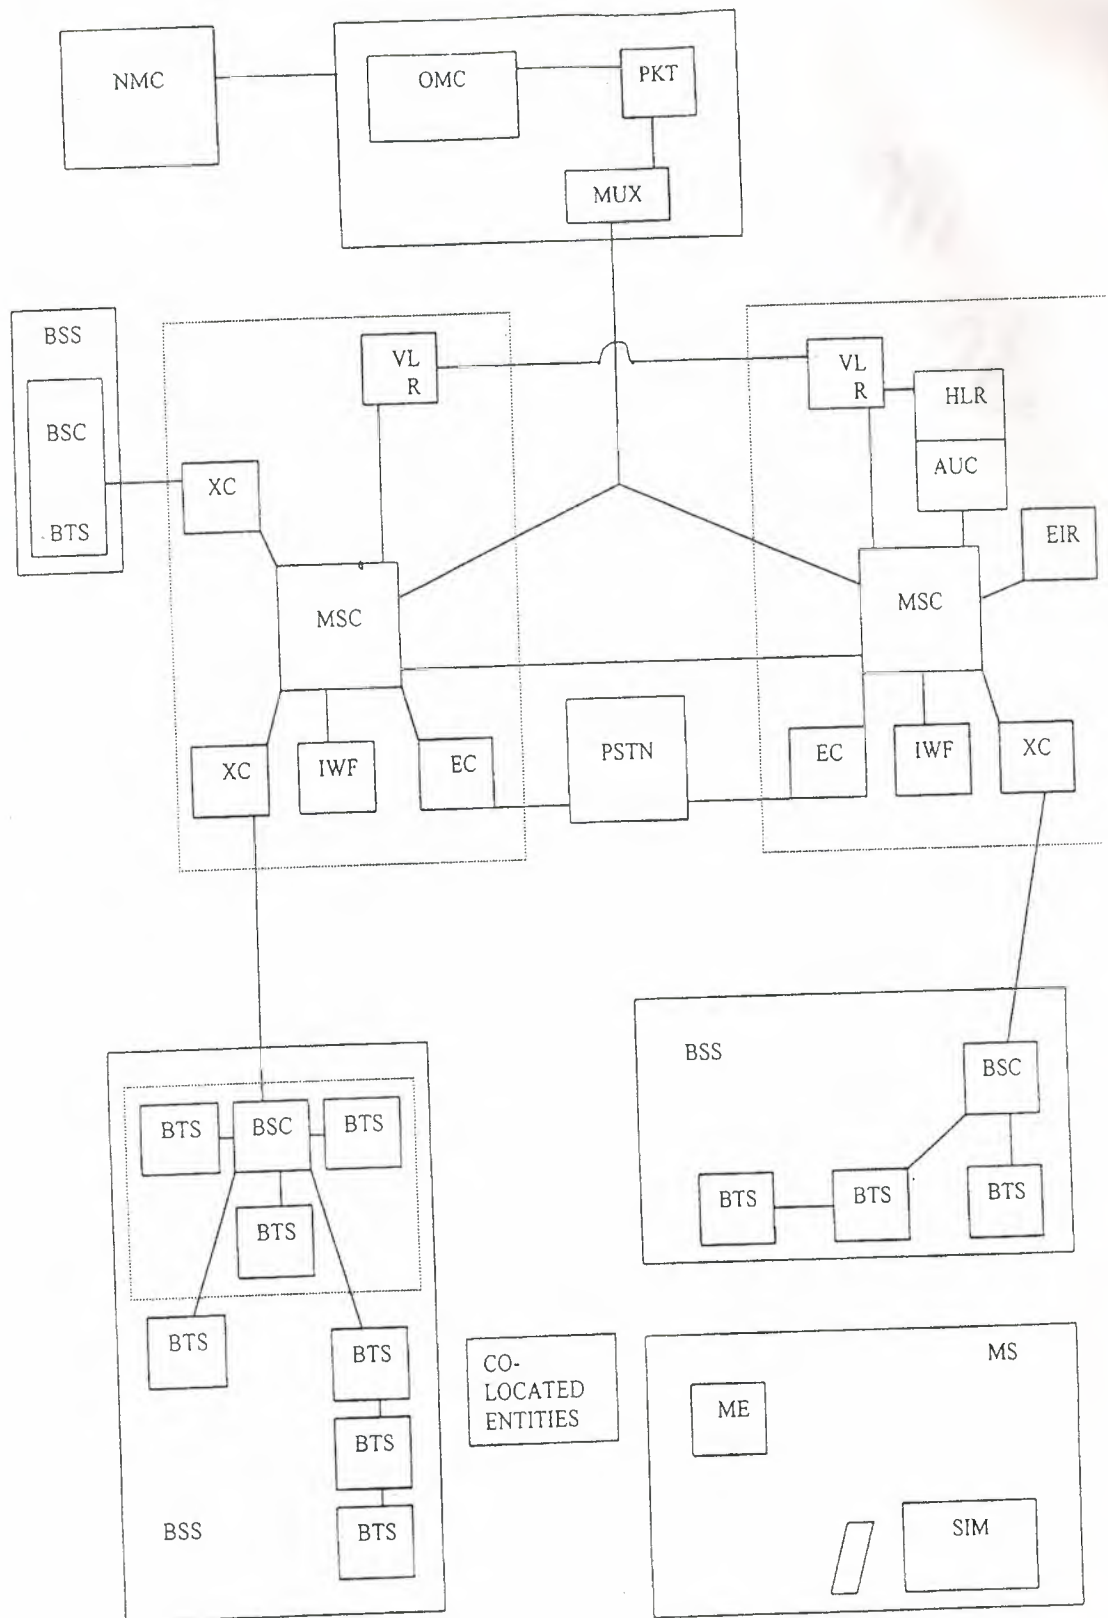 NMC
OMC
PKT
MUX
BSS
BSC
BTS
VL
R
VL
R
HLR
AUC
XC
EIR
MSC
MSC
XC
IWF
EC
PSTN
EC
IWF
XC
BSS
BSC
BTS
BSC
BTS
BTS
BTS
BTS
BTS
BTS
BTS
BTS
BTS
BSS
CO-
LOCATED
ENTITIES
MS
ME
SIM